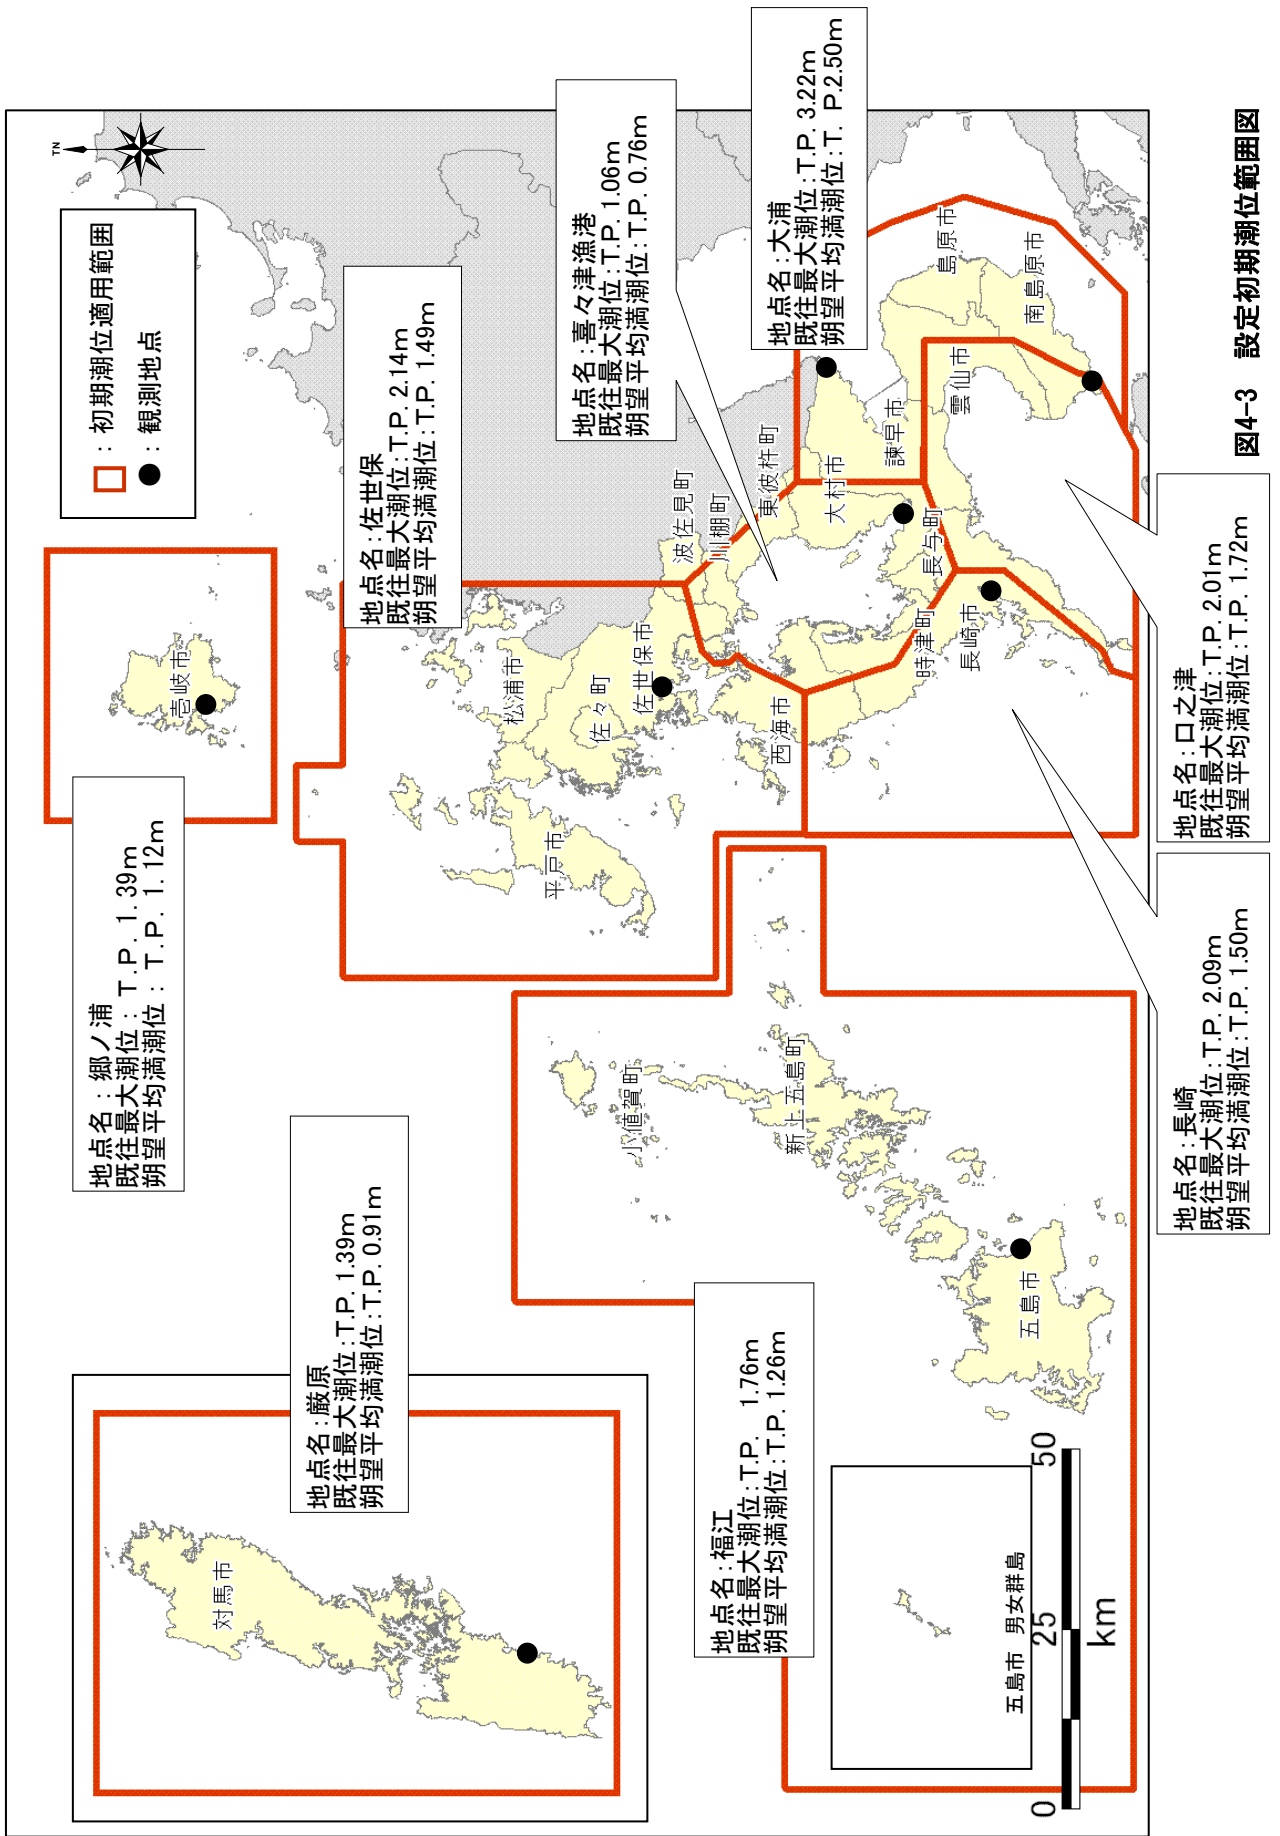 TN
：初期潮位適用範囲
：観測地点
地点名：郷ノ浦
既往最大潮位：T.P. 1.39m
朔望平均満潮位：T.P. 1.12m
地点名：厳原
既往最大潮位：T.P. 1.39m
朔望平均満潮位：T.P. 0.91m
地点名：佐世保
既往最大潮位：T.P. 2.14m
朔望平均満潮位：T.P. 1.49m
地点名：喜々津漁港
既往最大潮位：T.P. 1.06m
朔望平均満潮位：T.P. 0.76m
地点名：大浦
既往最大潮位：T.P. 3.22m
朔望平均満潮位：T. P.2.50m
地点名：福江
既往最大潮位：T.P. 1.76m
朔望平均満潮位：T.P. 1.26m
地点名：長崎
既往最大潮位：T.P. 2.09m
朔望平均満潮位：T.P. 1.50m
地点名：口之津
既往最大潮位：T.P. 2.01m
朔望平均満潮位：T.P. 1.72m
対馬市
壱岐市
松浦市
平戸市
佐々町
佐世保市
波佐見町
川棚町
東彼杵町
西海市
大村市
諫早市
長与町
時津町
長崎市
雲仙市
島原市
南島原市
小値賀町
新上五島町
五島市
五島市 男女群島
0
25
50
km
図4-3 設定初期潮位範囲図